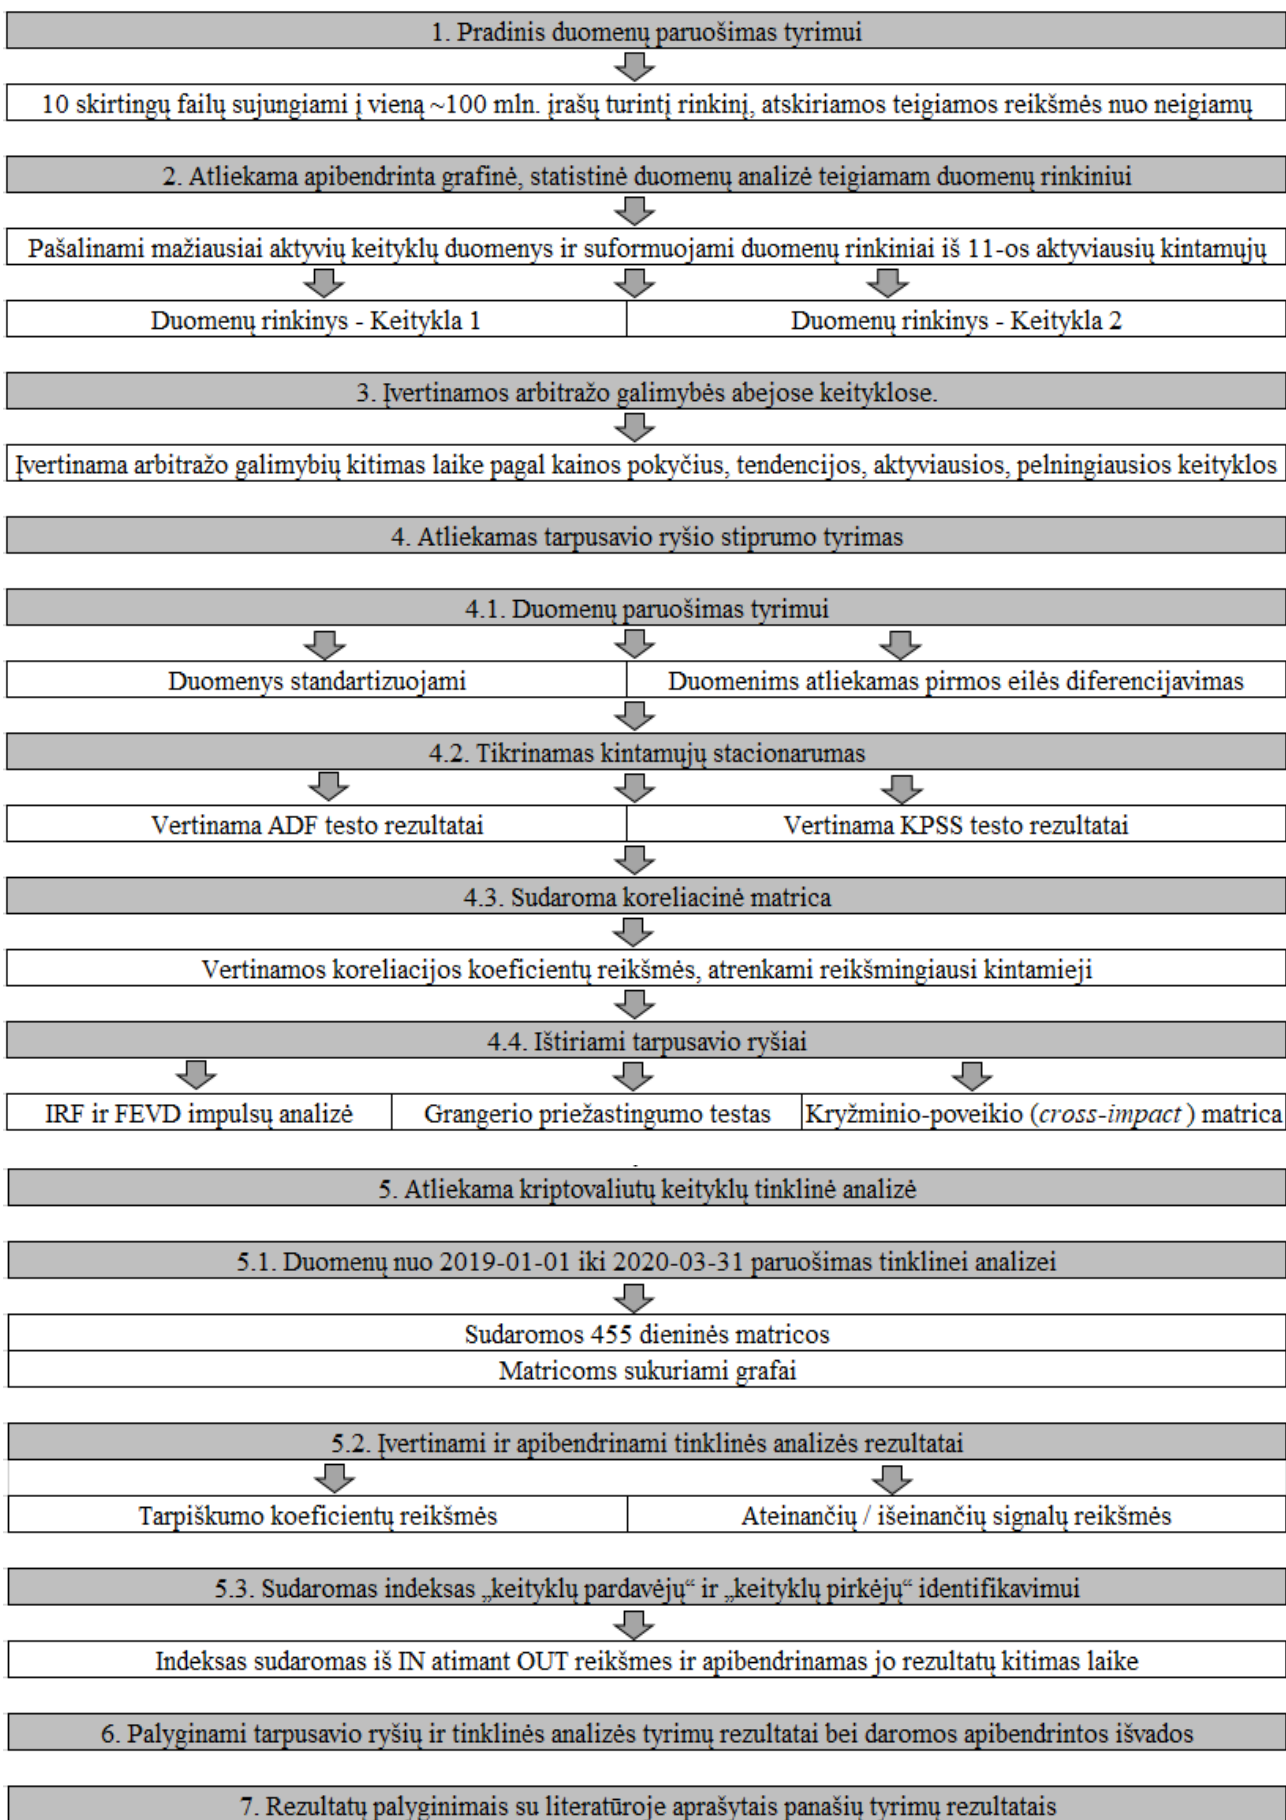 1. Pradinis duomenų paruošimas tyrimui
10 skirtingų failų sujungiami į vieną ~100 mln. įrašų turintį rinkinį, atskiriamos teigiamos reikšmės nuo neigiamų
2. Atliekama apibendrinta grafinė, statistinė duomenų analizė teigiamam duomenų rinkiniui
Pašalinami mažiausiai aktyvių keityklų duomenys ir suformuojami duomenų rinkiniai iš 11-os aktyviausių kintamųjų
Duomenų rinkinys - Keitykla 1
Duomenų rinkinys - Keitykla 2
3. Įvertinamos arbitražo galimybės abejose keityklose.
Įvertinama arbitražo galimybių kitimas laike pagal kainos pokyčius, tendencijos, aktyviausios, pelningiausios keityklos
4. Atliekamas tarpusavio ryšio stiprumo tyrimas
4.1. Duomenų paruošimas tyrimui
Duomenys standartizuojami
Duomenims atliekamas pirmos eilės diferencijavimas
4.2. Tikrinamas kintamųjų stacionarumas
Vertinama ADF testo rezultatai
Vertinama KPSS testo rezultatai
4.3. Sudaroma koreliacinė matrica
Vertinamos koreliacijos koeficientų reikšmės, atrenkami reikšmingiausi kintamieji
4.4. Ištiriami tarpusavio ryšiai
IRF ir FEVD impulsų analizė
Grangerio priežastingumo testas
Kryžminio-poveikio (cross-impact ) matrica
5. Atliekama kriptovaliutų keityklų tinklinė analizė
5.1. Duomenų nuo 2019-01-01 iki 2020-03-31 paruošimas tinklinei analizei
Sudaromos 455 dieninės matricos
Matricoms sukuriami grafai
5.2. Įvertinami ir apibendrinami tinklinės analizės rezultatai
Tarpiškumo koeficientų reikšmės
Ateinančių / išeinančių signalų reikšmės
5.3. Sudaromas indeksas „keityklų pardavėjų“ ir „keityklų pirkėjų“ identifikavimui
Indeksas sudaromas iš IN atimant OUT reikšmes ir apibendrinamas jo rezultatų kitimas laike
6. Palyginami tarpusavio ryšių ir tinklinės analizės tyrimų rezultatai bei daromos apibendrintos išvados
7. Rezultatų palyginimais su literatūroje aprašytais panašių tyrimų rezultatais